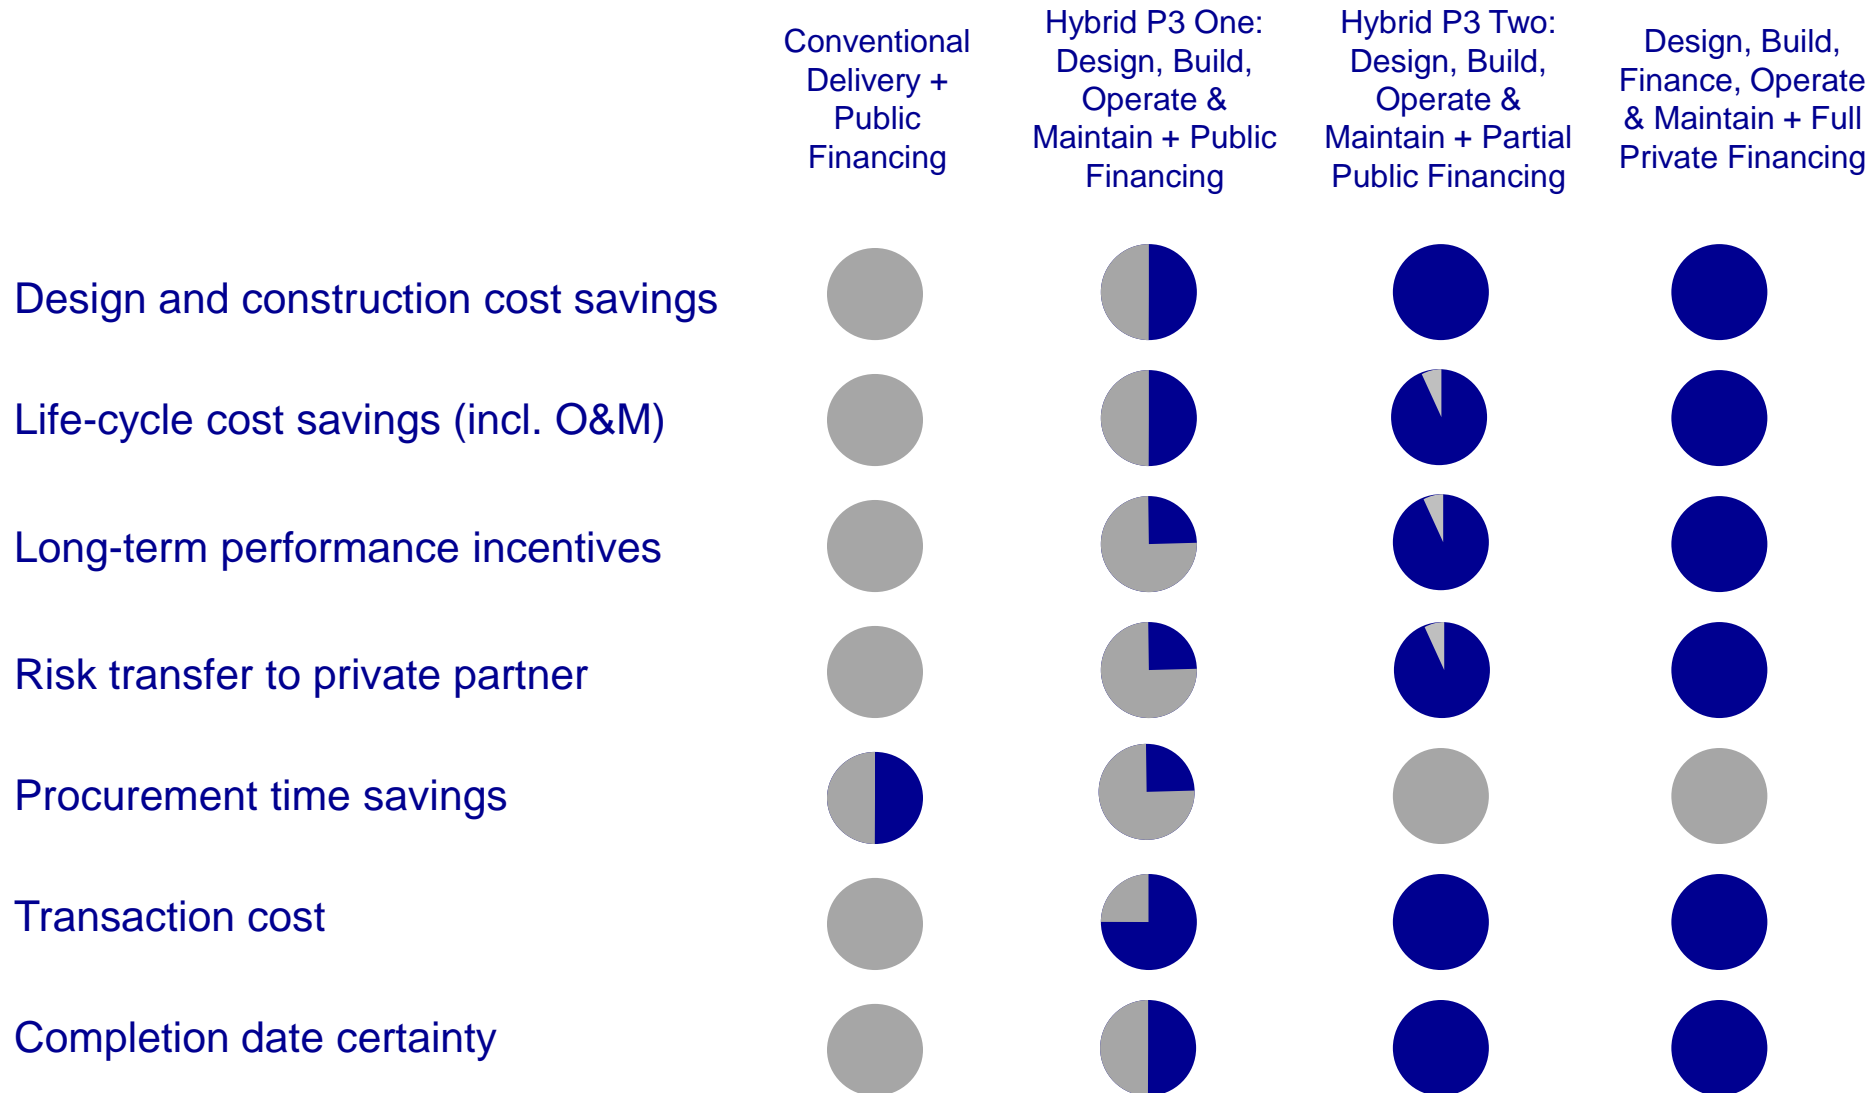 Conventional
Delivery +
Public
Financing
Hybrid P3 One:
Design, Build,
Operate &
Maintain + Public
Financing
Hybrid P3 Two:
Design, Build,
Operate &
Maintain + Partial
Public Financing
Design, Build,
Finance, Operate
& Maintain + Full
Private Financing
Design and construction cost savings
Life-cycle cost savings (incl. O&M)
Long-term performance incentives
Risk transfer to private partner
Procurement time savings
Transaction cost
Completion date certainty